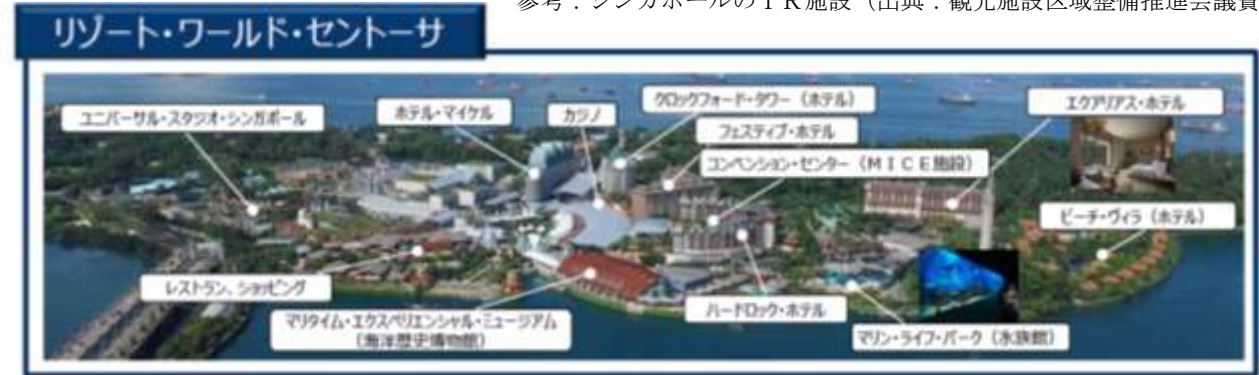 参考：シンガポールのＩＲ施設（出典：観光施設区域整備推進会議資
リゾート・ワールド・セントーサ
ユニバーサル・スタジオ・シンガポール
ホテル・マイケル
カジノ
クロックフォード・タワー（ホテル）
フェスティブ・ホテル
コンベンション・センター（ＭＩＣＥ施設）
エクアリアス・ホテル
ビーチ・ヴィラ（ホテル）
レストラン、ショッピング
マリタイム・エクスペリエンシャル・ミュージアム
（海洋歴史博物館）
ハードロック・ホテル
マリン・ライフ・パーク（水族館）